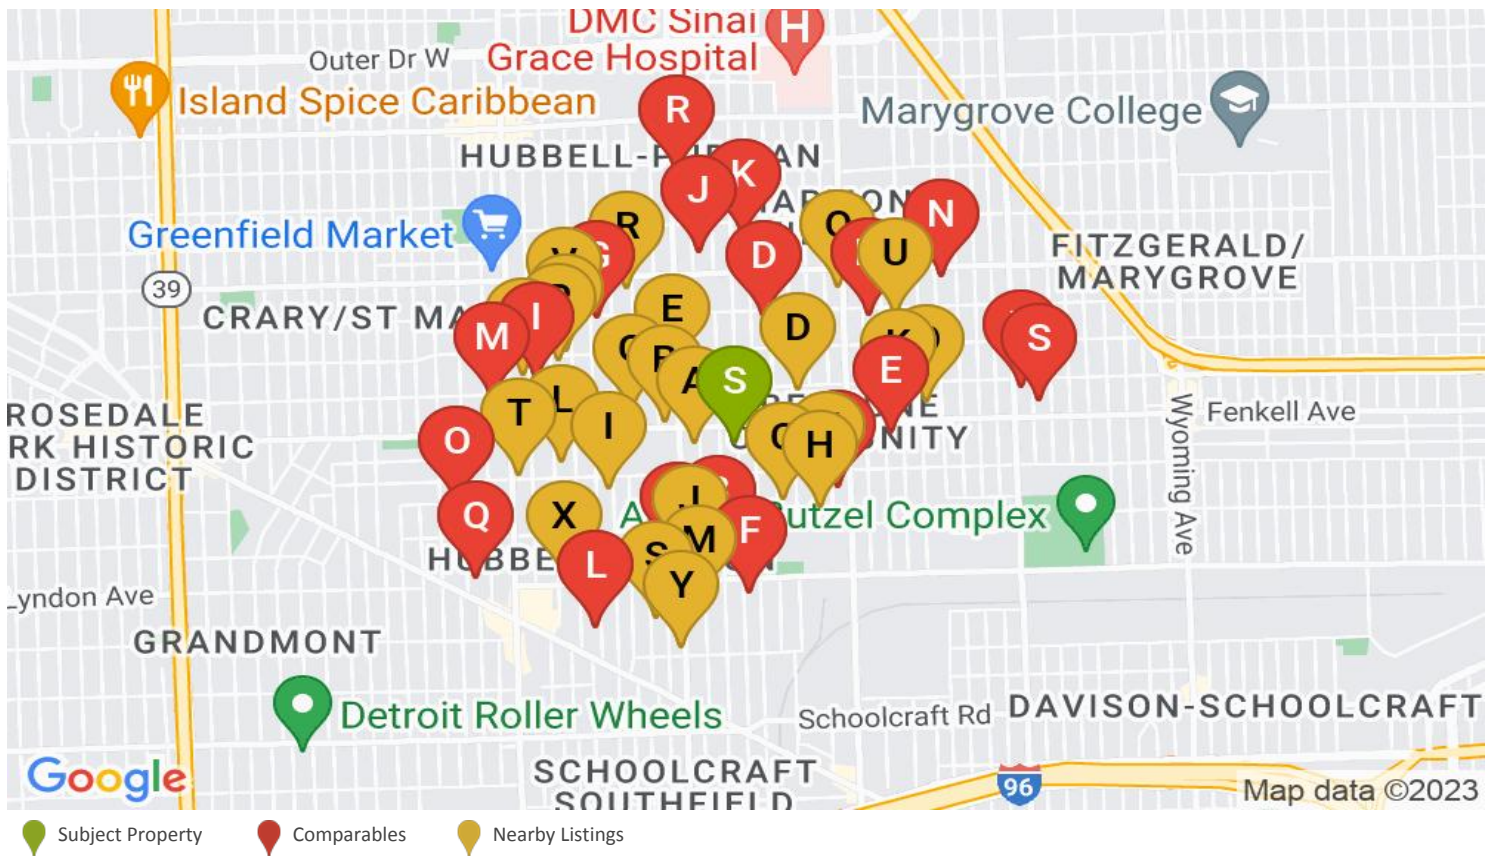 DMC Sinai
Grace Hospital
H
Outer Dr W
Island Spice Caribbean
Marygrove College
R
HUBBELL-P
AN
K
J
N
R
Greenfield Market
G
D
U
FITZGERALD/
MARYGROVE
39
CRARY/ST MA
E
I
M
D
S
E
S
A
T
L
I
O
ROSEDALE
RK HISTORIC
DISTRICT
Fenkell Ave
NITY
H
Wyoming Ave
Q
X
J
A
utzel Complex
F
M
S
HUBBE
L
Y
Lyndon Ave
GRANDMONT
Detroit Roller Wheels
Schoolcraft Rd
DAVISON-SCHOOLCRAFT
SCHOOLCRAFT
SOUTHFIELD
96
Google
Map data ©2023
Subject Property
Comparables
Nearby Listings